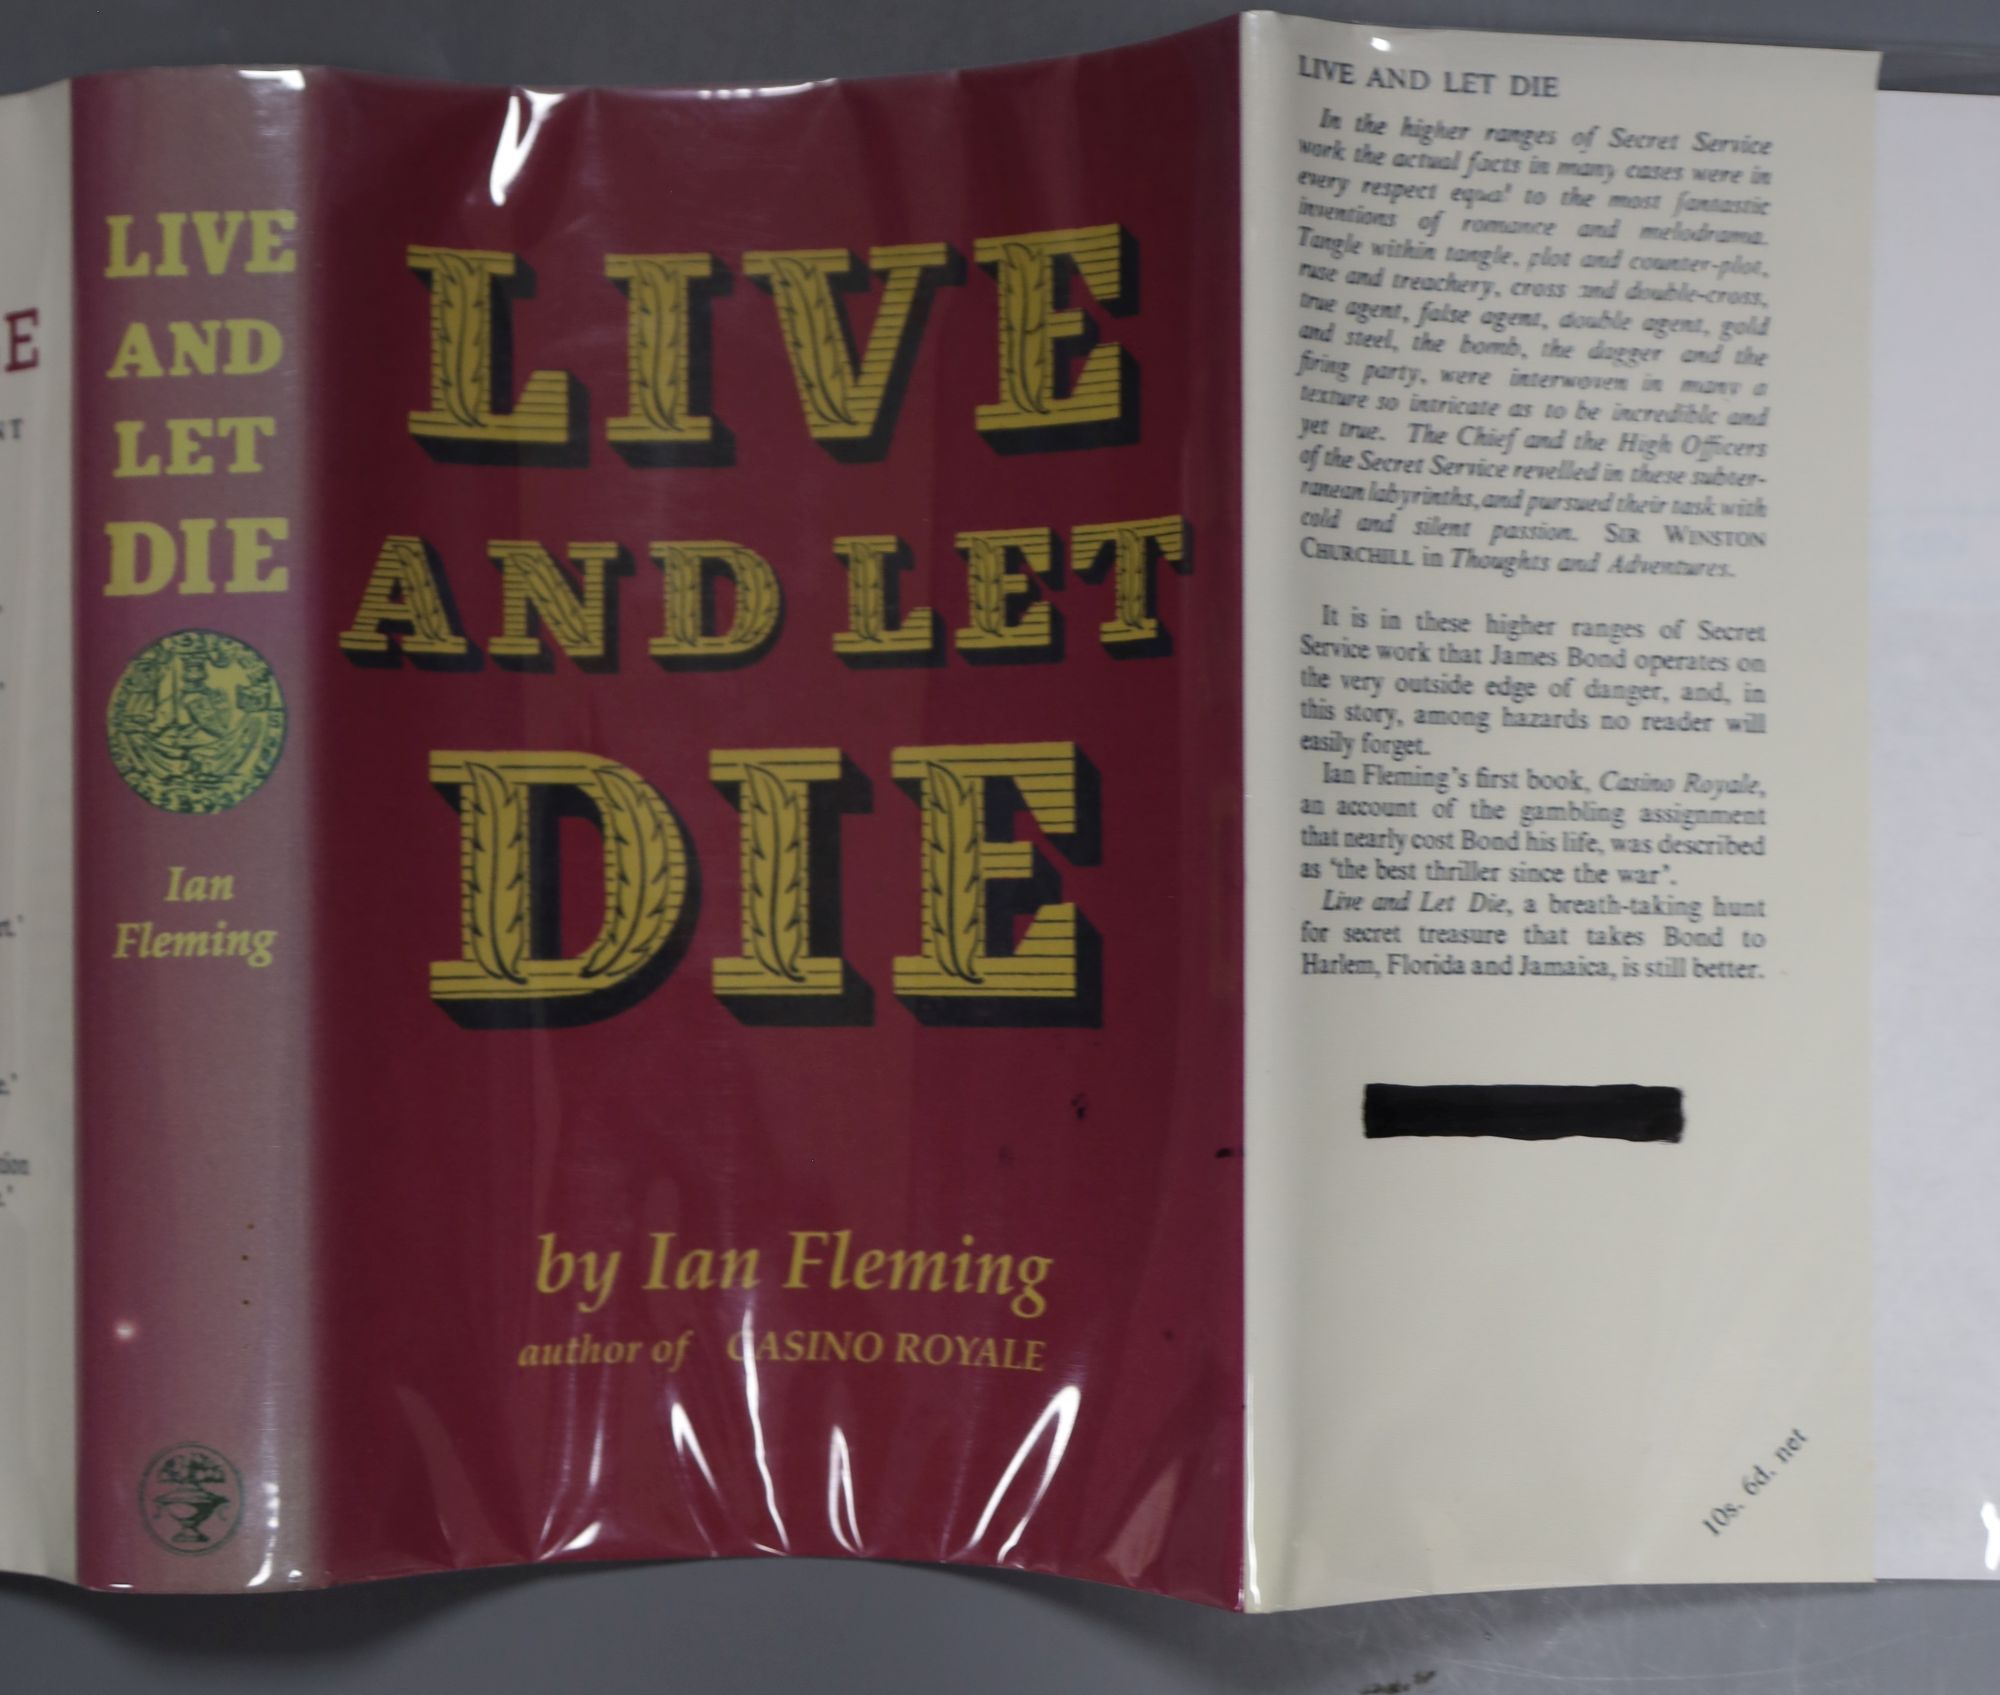 E
NT
LIVE
AND
LET
DIE
Ian
Fleming
LIVE
AND LET
DIE
by Ian Fleming
author of CASINO ROYALE
LIVE AND LET DIE
In the higher ranges of Secret Service
work the actual facts in many cases were in
every respect equal to the most fantastic
inventions of romance and melodrama.
Tangle within tangle, plot and counter-plot,
ruse and treachery, cross and double-cross,
true agent, false agent, double agent, gold
and steel, the bomb, the dagger and the
firing party, were interwoven in many a
texture so intricate as to be incredible and
yet true. The Chief and the High Officers
of the Secret Service revelled in these subter-
ranean labyrinths, and pursued their task with
cold and silent passion. SIR WINSTON
CHURCHILL in Thoughts and Adventures.
It is in these higher ranges of Secret
Service work that James Bond operates on
the very outside edge of danger, and, in
this story, among hazards no reader will
easily forget.
Ian Fleming's first book, Casino Royale,
an account of the gambling assignment
that nearly cost Bond his life, was described
as 'the best thriller since the war'.
Live and Let Die, a breath-taking hunt
for secret treasure that takes Bond to
Harlem, Florida and Jamaica, is still better.
10s. 6d. net